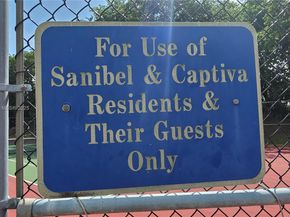 For Use of
Sanibel & Captiva
Residents &
Their Guests
Only